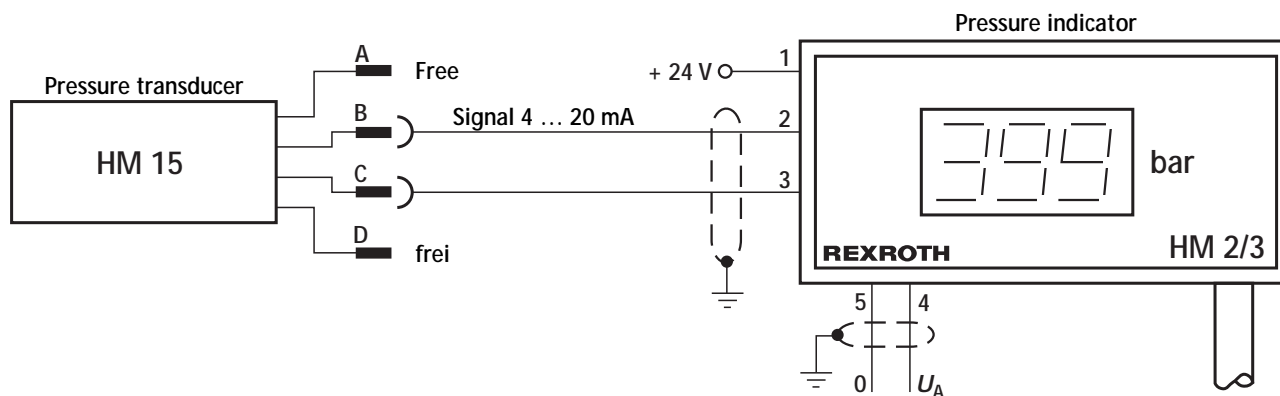 Pressure indicator
Pressure transducer
HM 15
A
Free
B
Signal 4 … 20 mA
C
D
frei
+ 24 V
1
2
3
399
bar
REXROTH
HM 2/3
5
4
0
UA